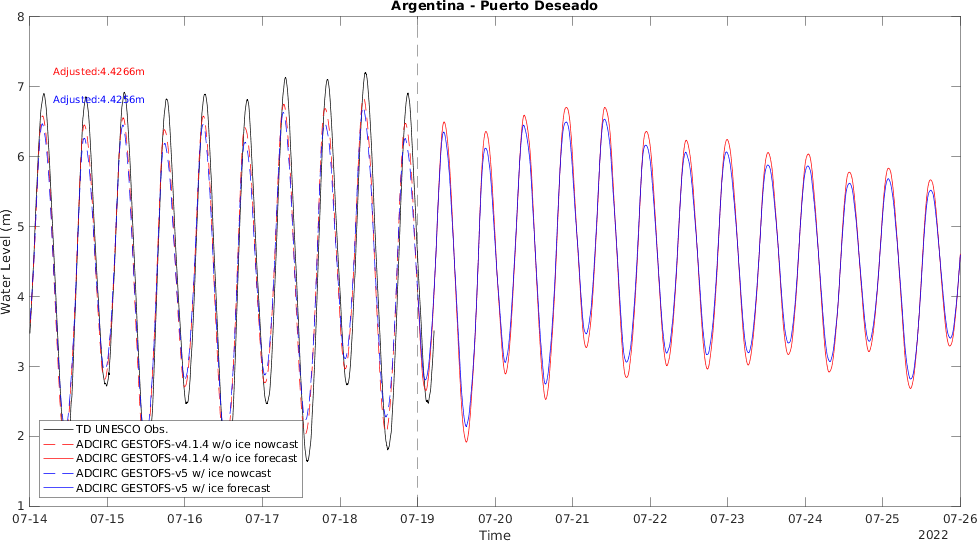 Argentina - Puerto Deseado
Water Level (m)
8
7
6
5
4
3
2
1
Adjusted:4.4266m
Adjusted:4.4256m
TD UNESCO Obs.
ADCIRC GESTOFS-v4.1.4 w/o ice nowcast
ADCIRC GESTOFS-v4.1.4 w/o ice forecast
ADCIRC GESTOFS-v5 w/ ice nowcast
ADCIRC GESTOFS-v5 w/ ice forecast
07-14 07-15 07-16 07-17 07-18 07-19 07-20 07-21 07-22 07-23 07-24 07-25 07-26
Time
2022